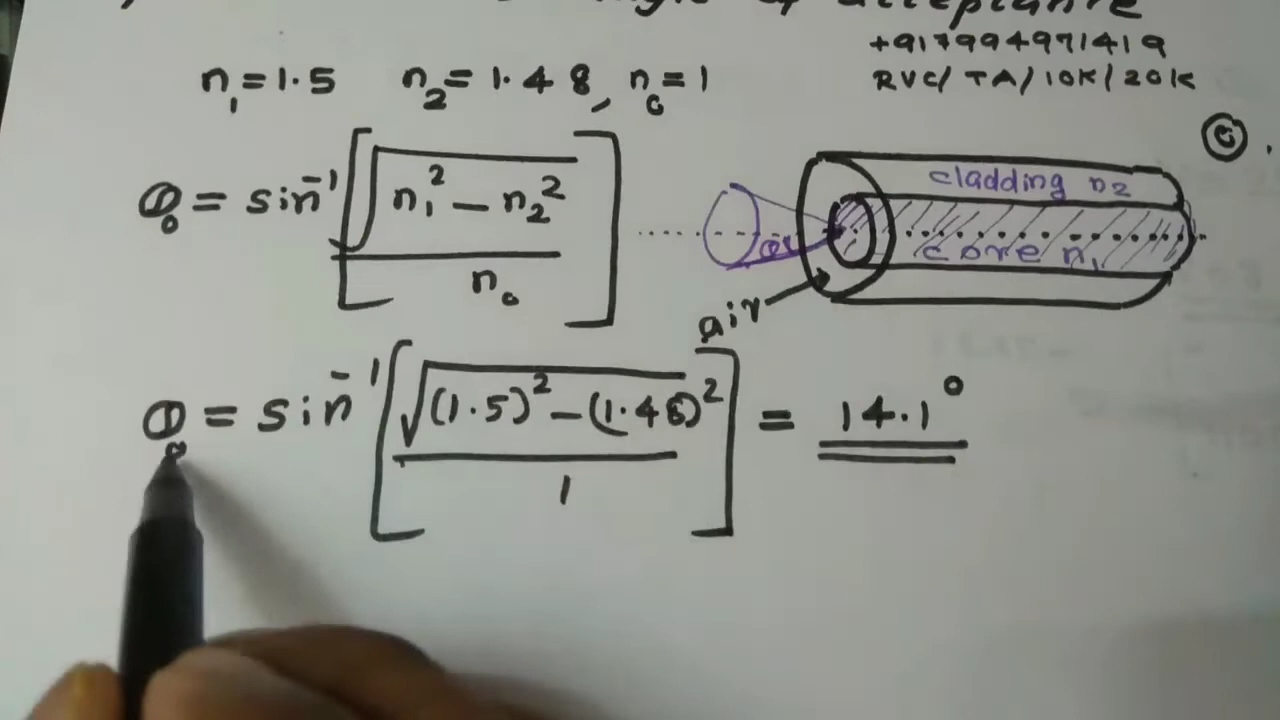 acceptance
+917994971419
RVC/TA/10K/20K
n₁=1.5 n₂=1.48, n₀=1
©.
θ₀ = sin⁻¹[√(n₁² − n₂²) / n₀]
cladding n₂
core n₁
air
θ₀ = sin⁻¹[√((1.5)² − (1.48)²) / 1] = 14.1°